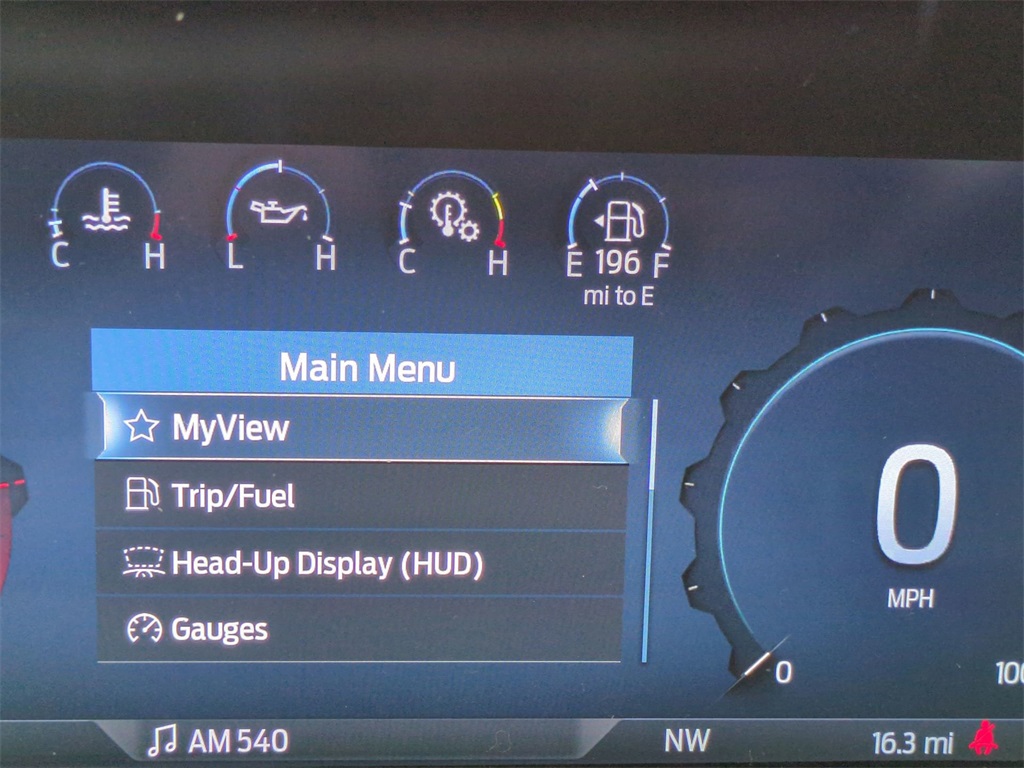 C H L H C H E 196 F
mi to E
Main Menu
MyView
Trip/Fuel
Head-Up Display (HUD)
Gauges
0
MPH
0 100
AM 540 NW 16.3 mi